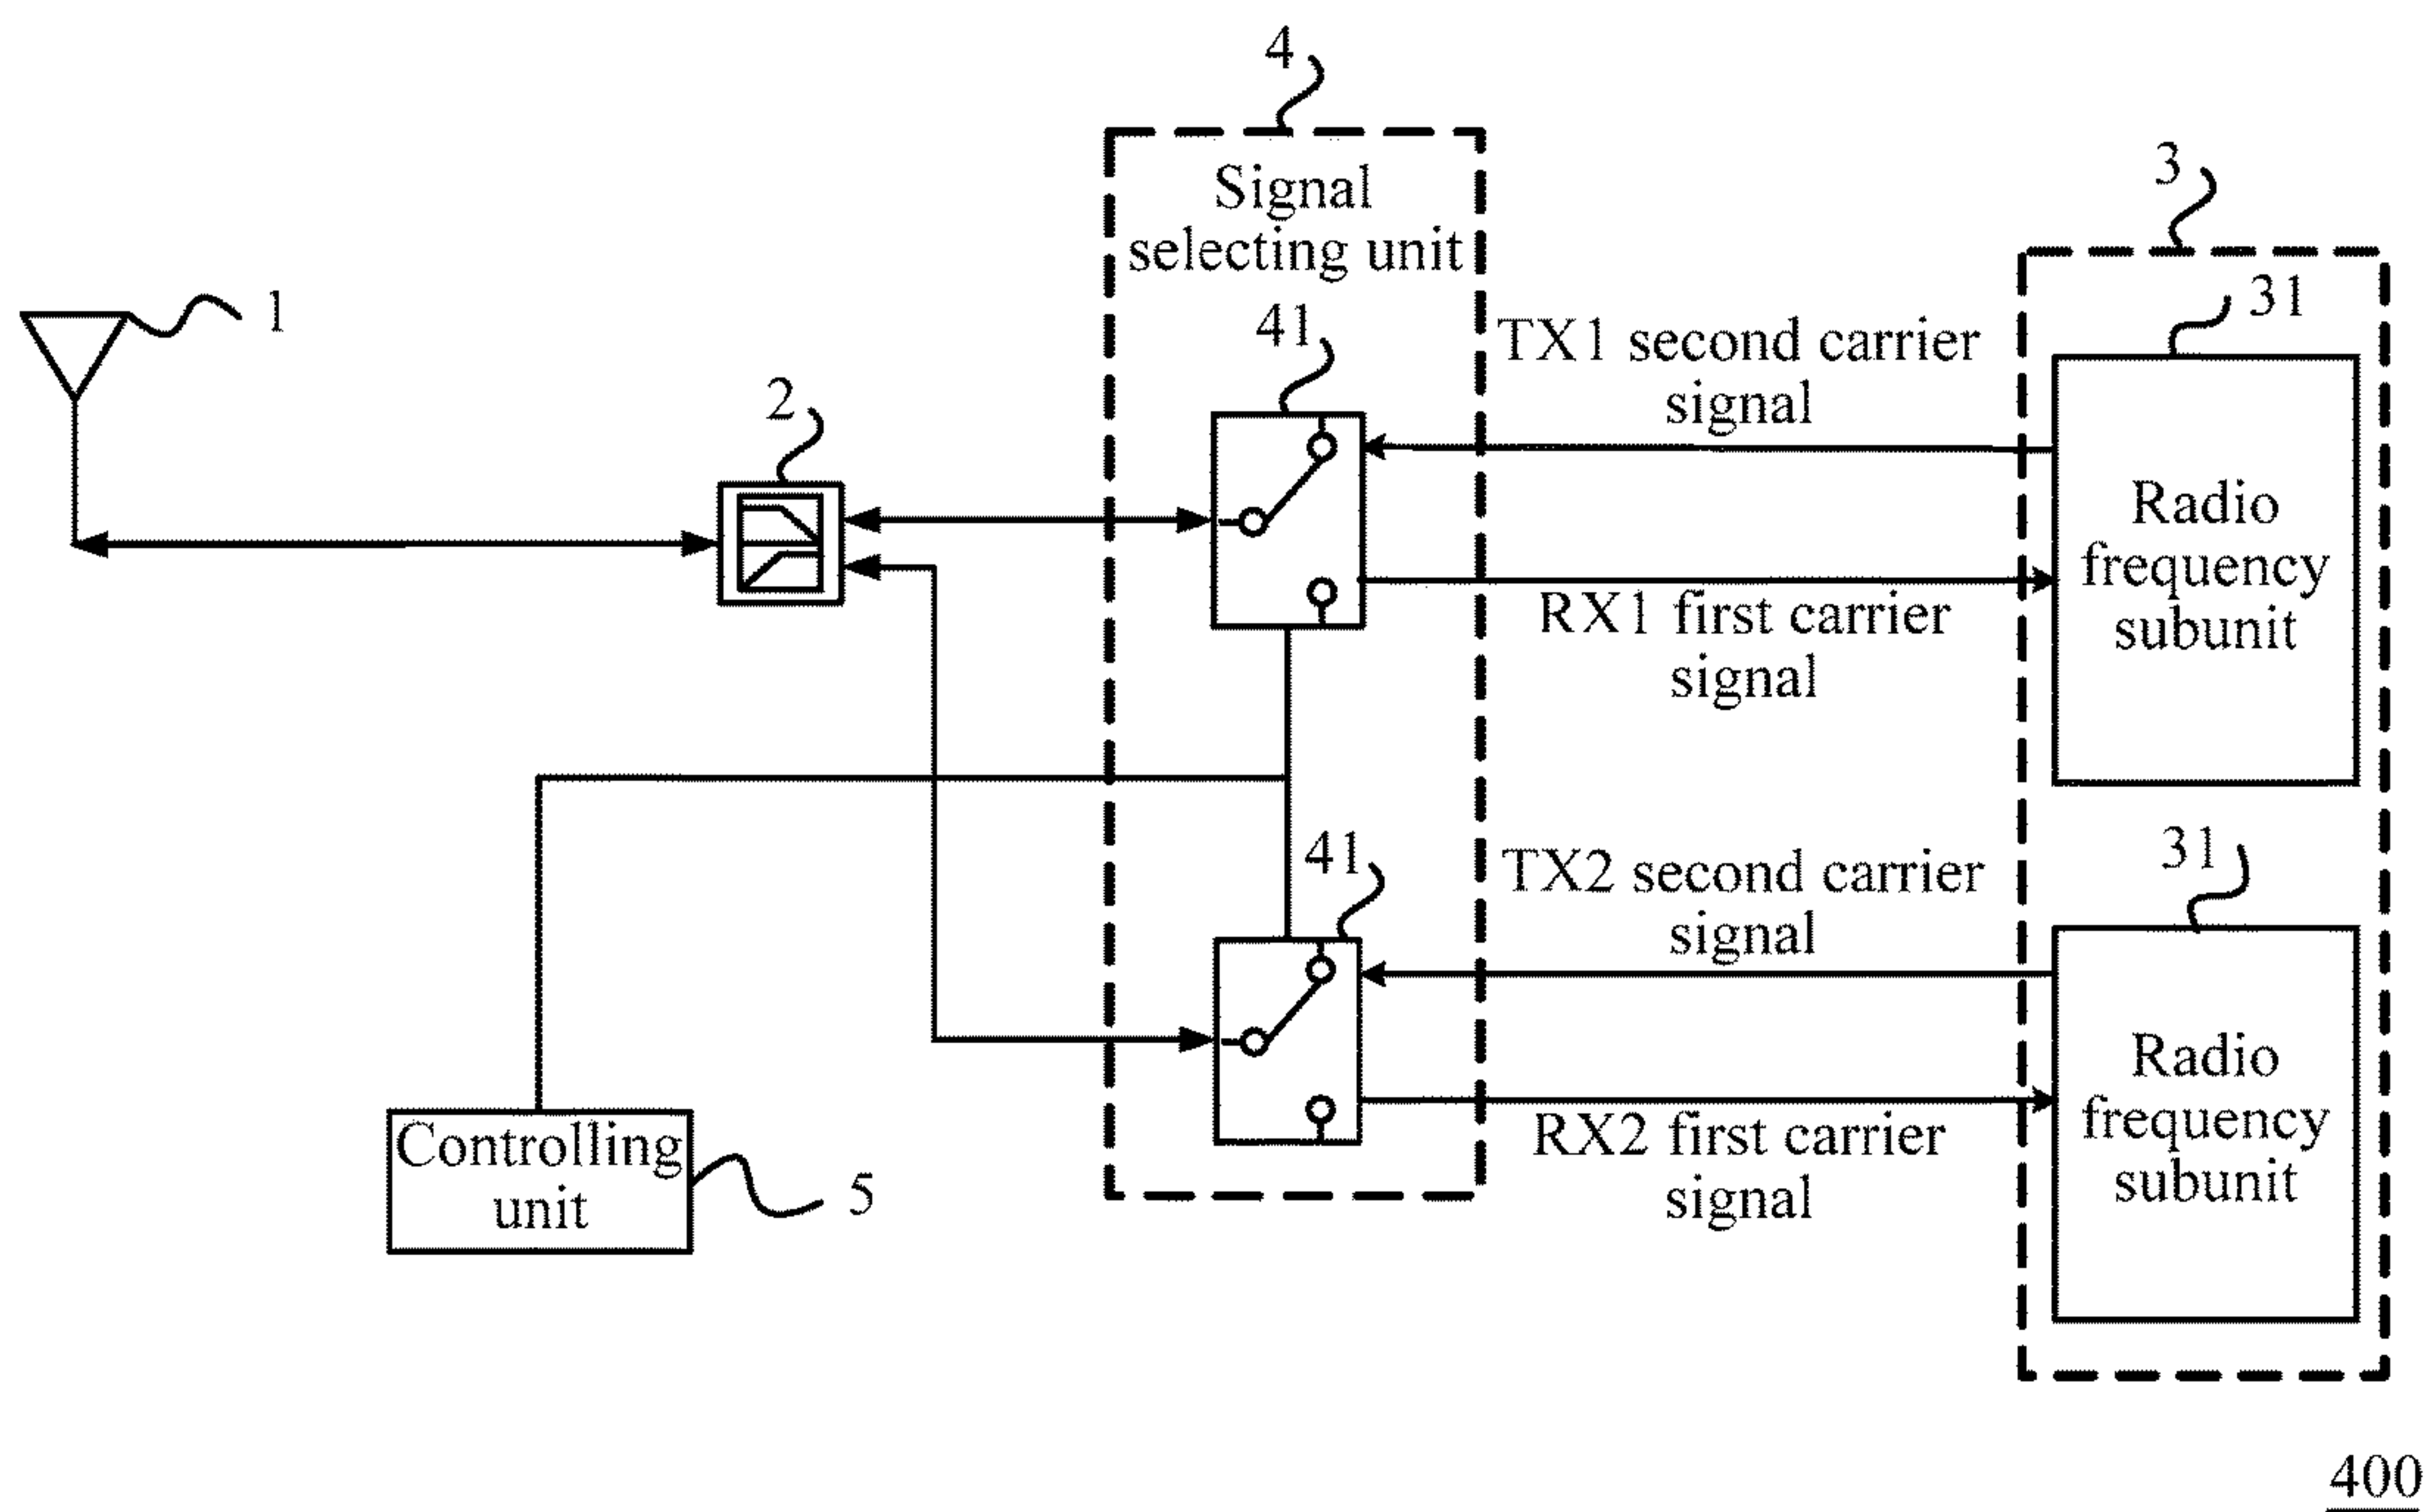 4
Signal
selecting unit
3
1
41
TX1 second carrier
signal
31
2
Radio
frequency
subunit
RX1 first carrier
signal
41
TX2 second carrier
signal
31
Radio
frequency
subunit
Controlling
unit
5
RX2 first carrier
signal
400